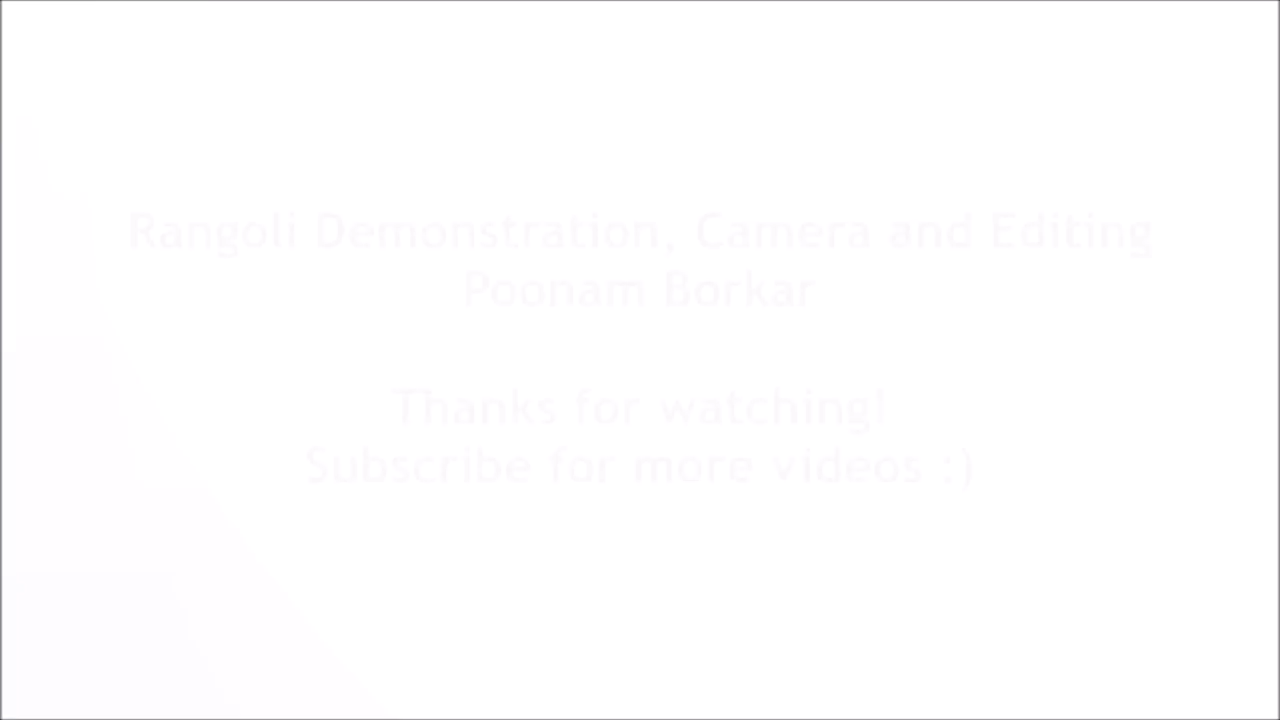 Rangoli Demonstration, Camera and Editing
Poonam Borkar
Thanks for watching!
Subscribe for more videos :)